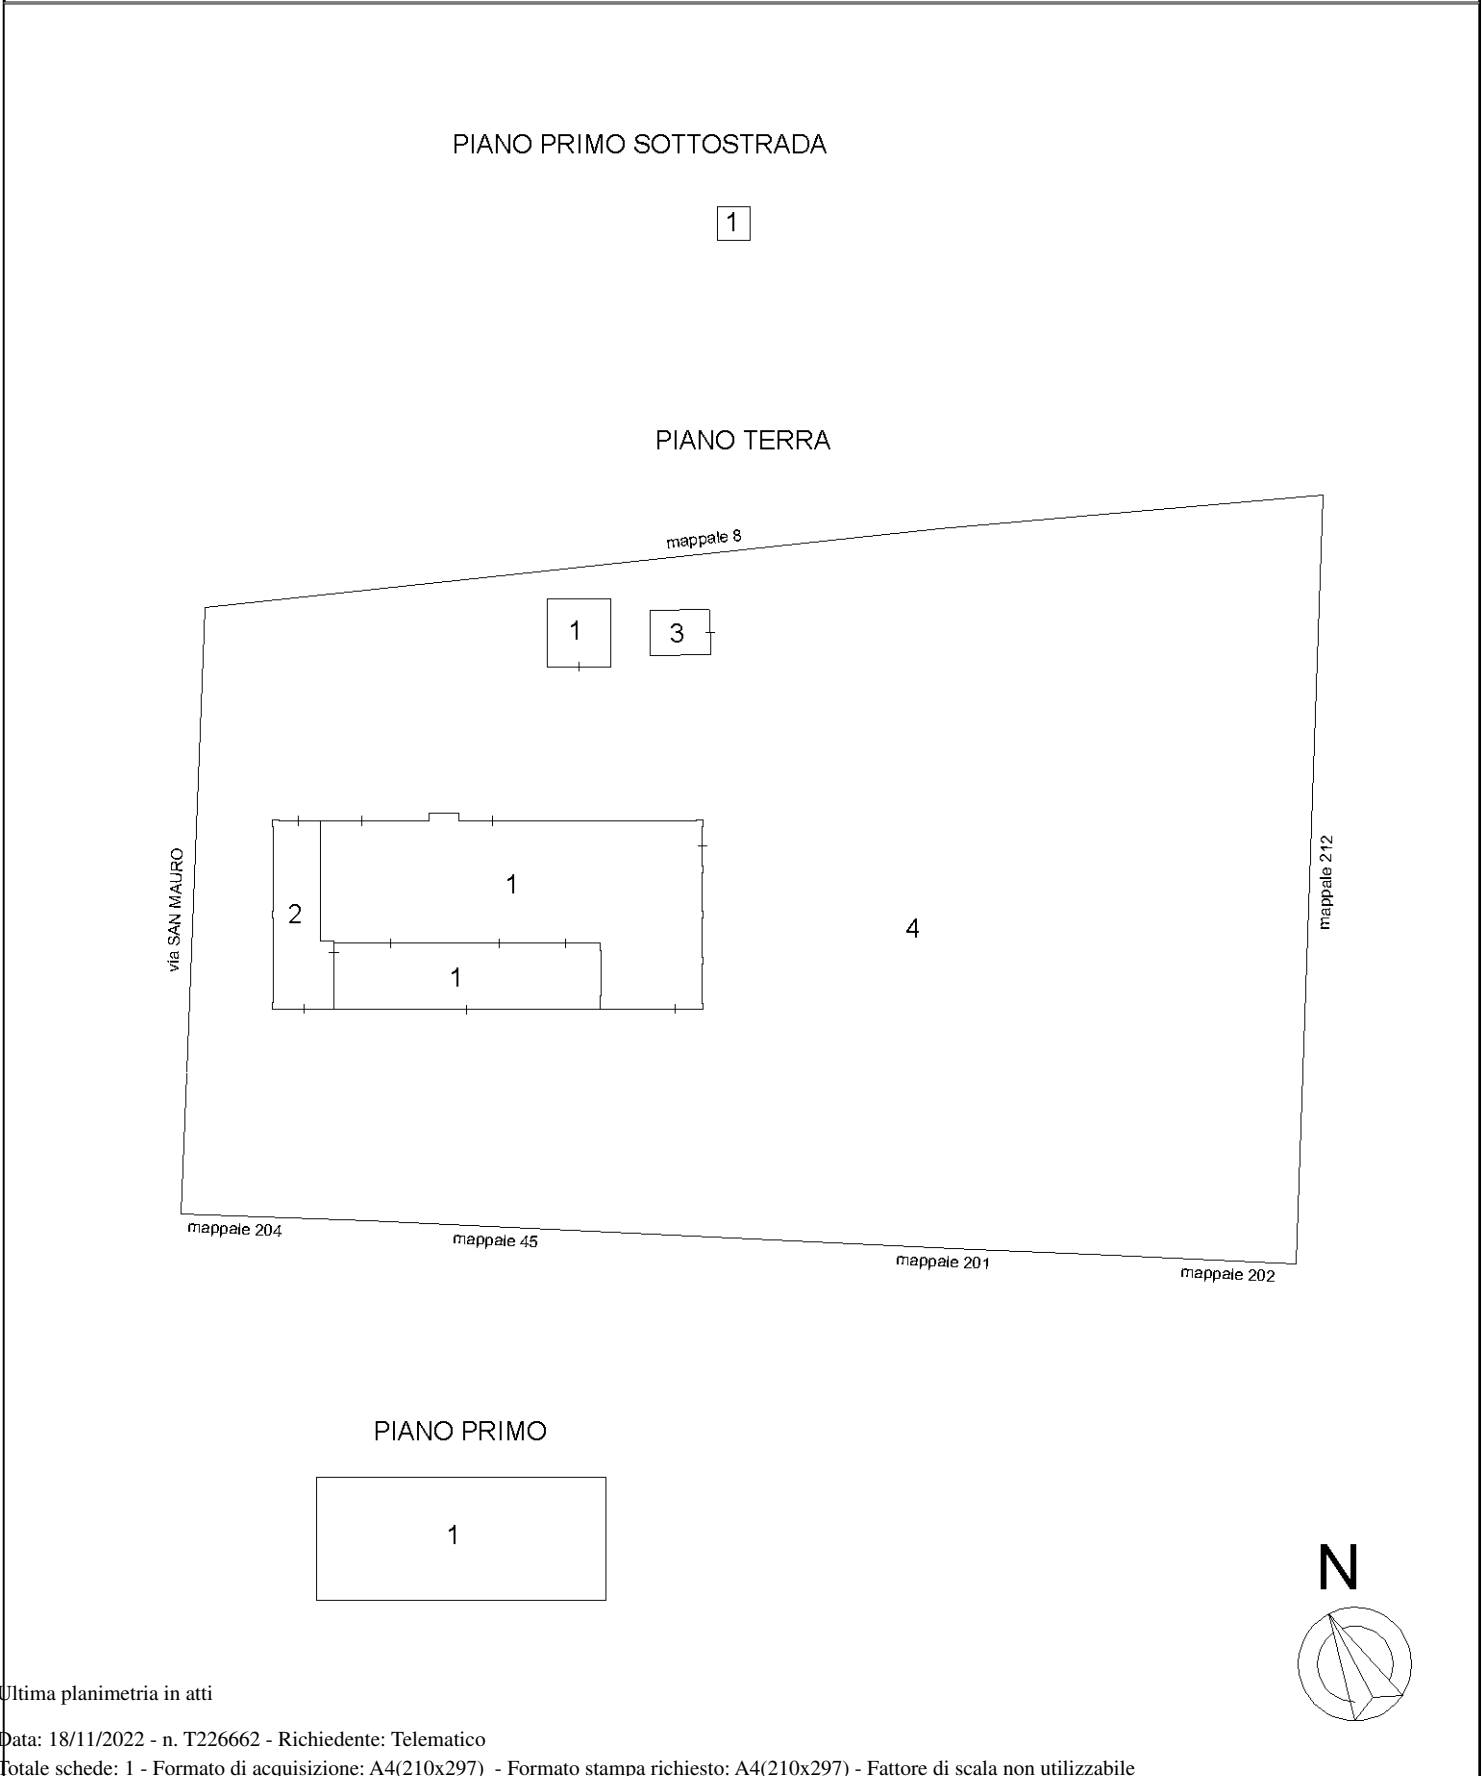 PIANO PRIMO SOTTOSTRADA
1
PIANO TERRA
mappale 8
1
3
via SAN MAURO
2
1
1
4
mappale 212
mappale 204
mappale 45
mappale 201
mappale 202
PIANO PRIMO
1
N
Ultima planimetria in atti
Data: 18/11/2022 - n. T226662 - Richiedente: Telematico
Totale schede: 1 - Formato di acquisizione: A4(210x297) - Formato stampa richiesto: A4(210x297) - Fattore di scala non utilizzabile